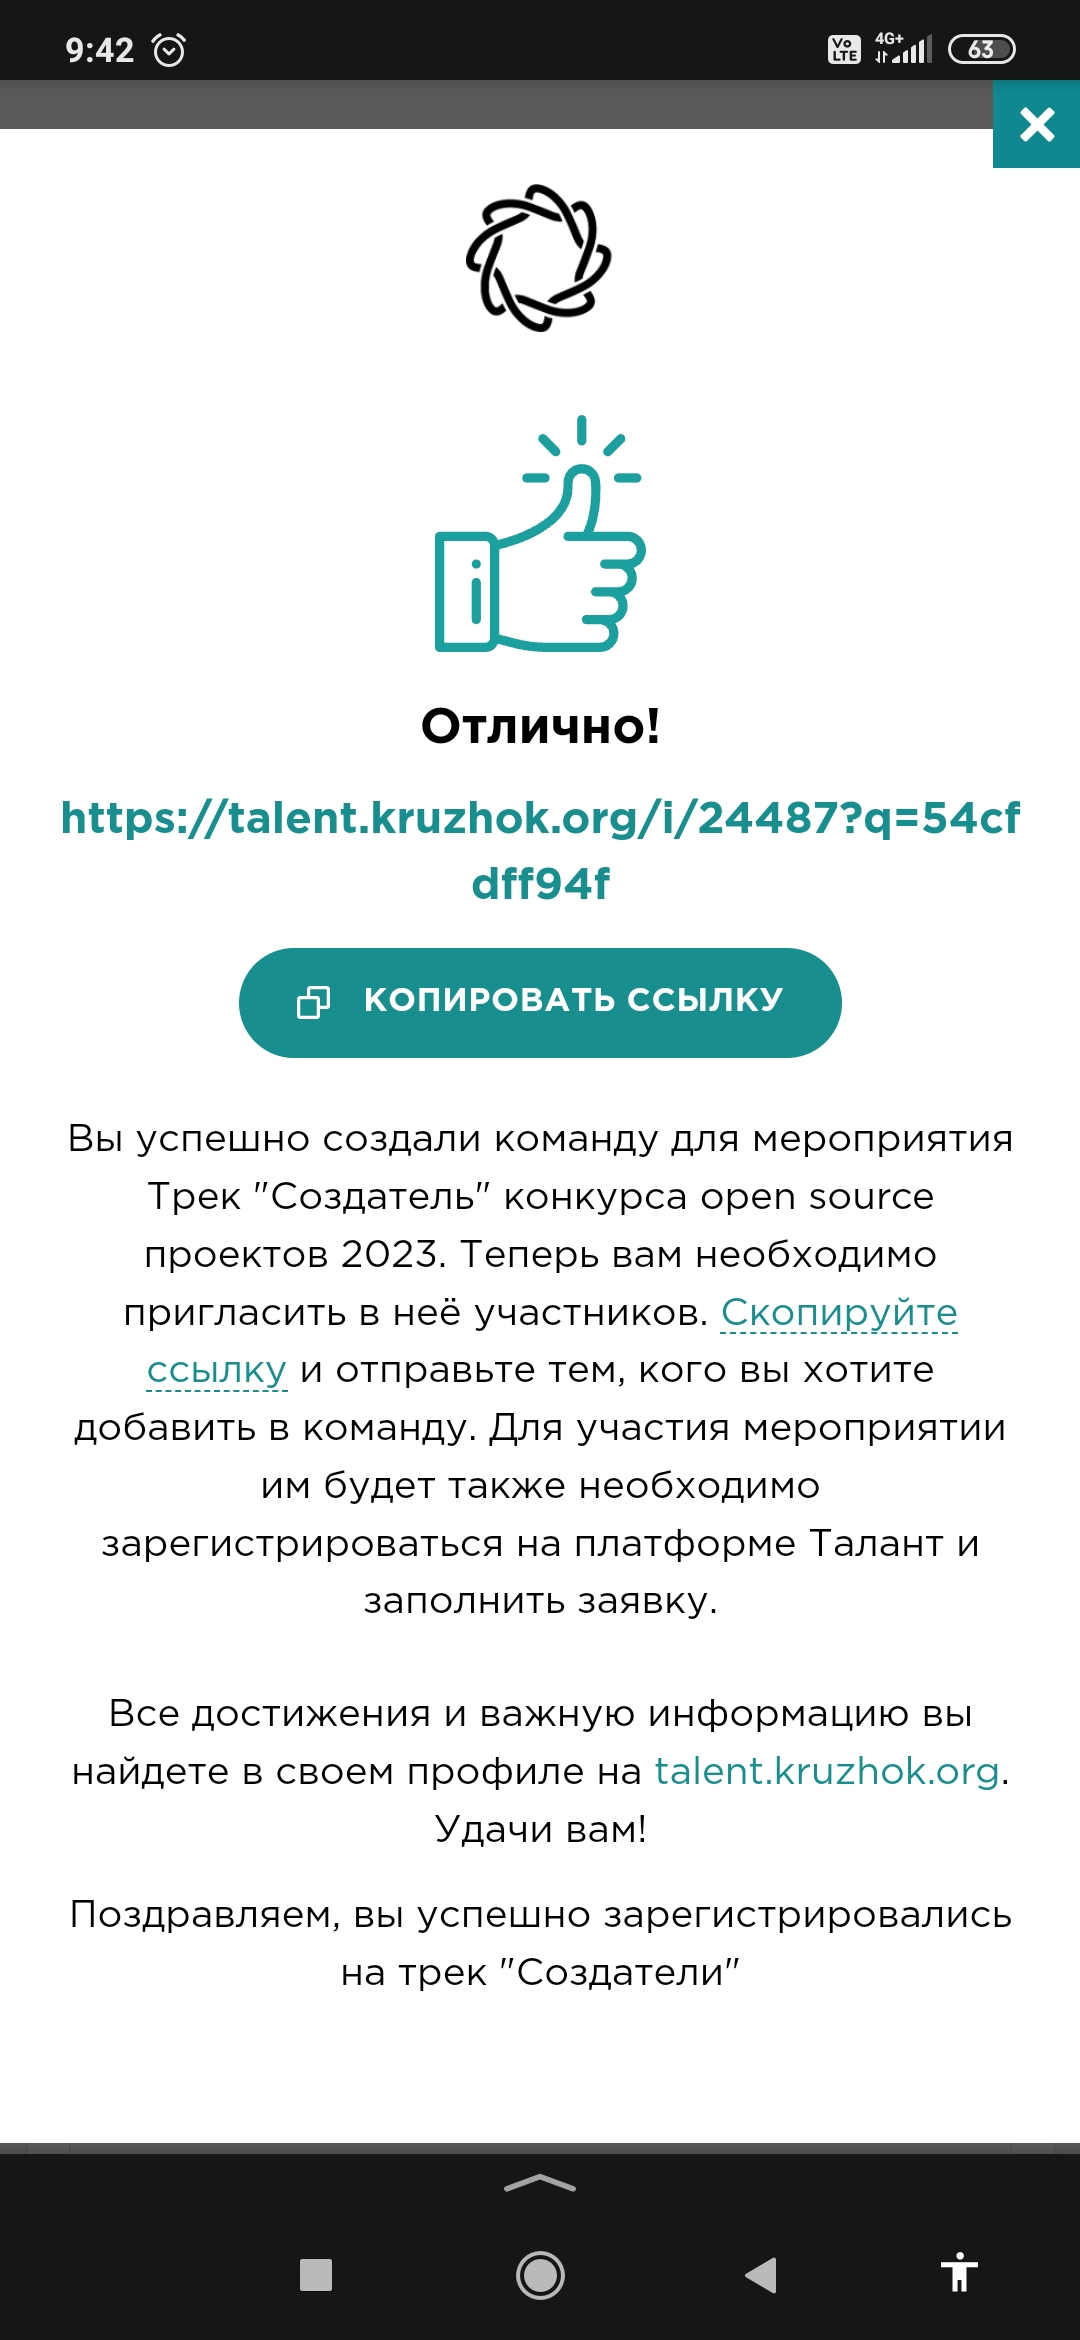 9:42
Vo LTE 4G+ 63
Отлично!
https://talent.kruzhok.org/i/24487?q=54cf
dff94f
КОПИРОВАТЬ ССЫЛКУ
Вы успешно создали команду для мероприятия
Трек "Создатель" конкурса open source
проектов 2023. Теперь вам необходимо
пригласить в неё участников. Скопируйте
ссылку и отправьте тем, кого вы хотите
добавить в команду. Для участия мероприятии
им будет также необходимо
зарегистрироваться на платформе Талант и
заполнить заявку.
Все достижения и важную информацию вы
найдете в своем профиле на talent.kruzhok.org.
Удачи вам!
Поздравляем, вы успешно зарегистрировались
на трек "Создатели"